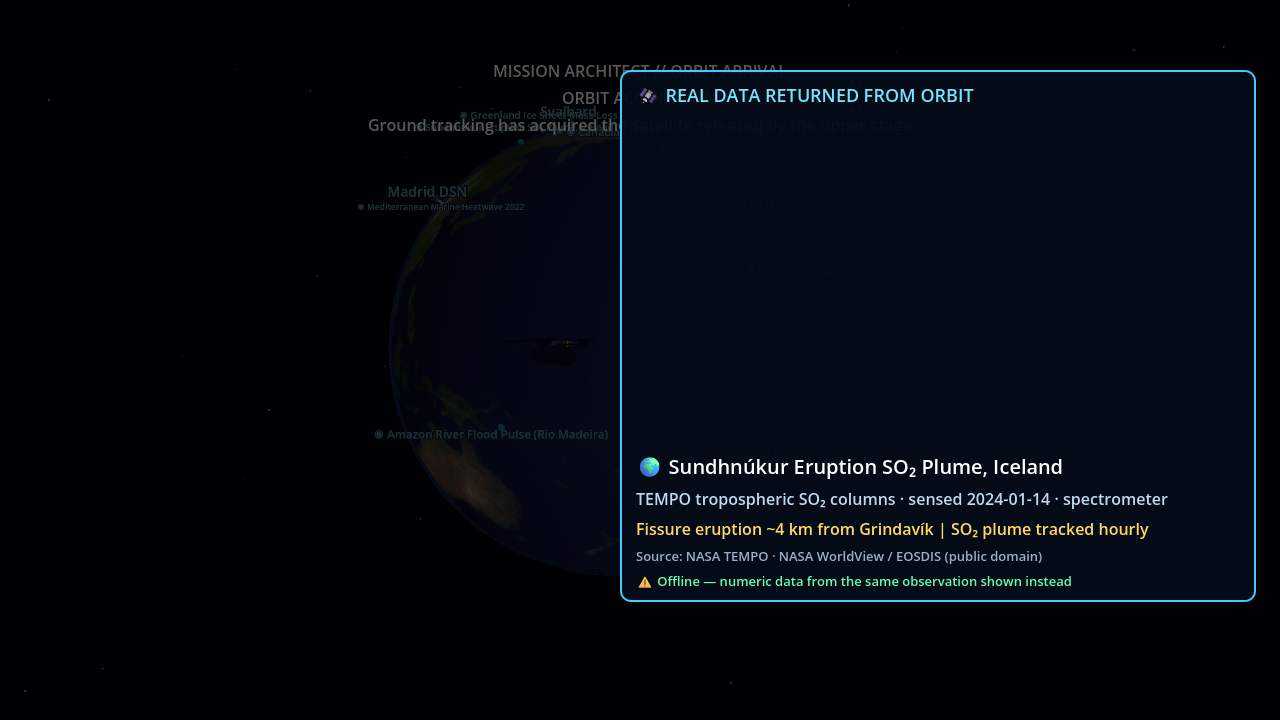 MISSION ARCHITECT // ORBIT ARRIVAL
ORBIT A
Svalbard
◉ Greenland Ice Sheet Mass Loss
◉ Canadia
Ground tracking has acquired the satellite released by the upper stage
Madrid DSN
◉ Mediterranean Marine Heatwave 2022
◉ Amazon River Flood Pulse (Rio Madeira)
🛰 REAL DATA RETURNED FROM ORBIT
🌍 Sundhnúkur Eruption SO₂ Plume, Iceland
TEMPO tropospheric SO₂ columns · sensed 2024-01-14 · spectrometer
Fissure eruption ~4 km from Grindavík | SO₂ plume tracked hourly
Source: NASA TEMPO · NASA WorldView / EOSDIS (public domain)
⚠ Offline — numeric data from the same observation shown instead